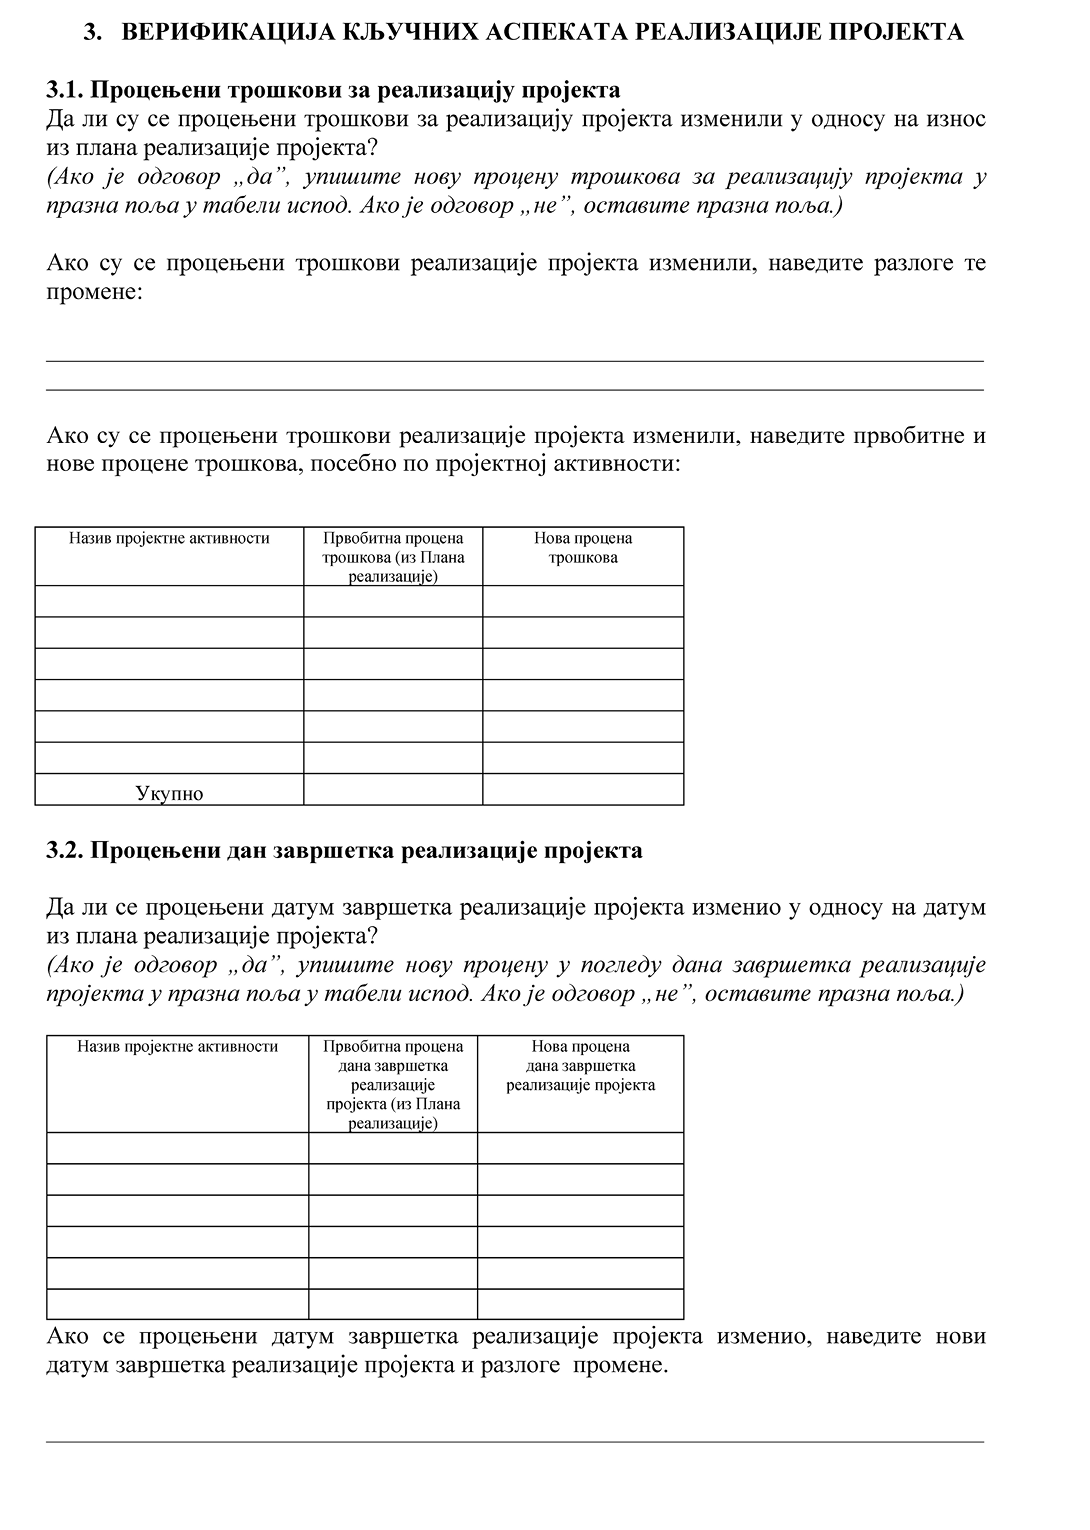 3. ВЕРИФИКАЦИЈА КЉУЧНИХ АСПЕКАТА РЕАЛИЗАЦИЈЕ ПРОЈЕКТА
3.1. Процењени трошкови за реализацију пројекта
Да ли су се процењени трошкови за реализацију пројекта изменили у односу на износ
из плана реализације пројекта?
(Ако је одговор „да”, упишите нову процену трошкова за реализацију пројекта у
празна поља у табели испод. Ако је одговор „не”, оставите празна поља.)
Ако су се процењени трошкови реализације пројекта изменили, наведите разлоге те
промене:
Ако су се процењени трошкови реализације пројекта изменили, наведите првобитне и
нове процене трошкова, посебно по пројектној активности:
Назив пројектне активности
Првобитна процена
трошкова (из Плана
реализације)
Нова процена
трошкова
Укупно
3.2. Процењени дан завршетка реализације пројекта
Да ли се процењени датум завршетка реализације пројекта изменио у односу на датум
из плана реализације пројекта?
(Ако је одговор „да”, упишите нову процену у погледу дана завршетка реализације
пројекта у празна поља у табели испод. Ако је одговор „не”, оставите празна поља.)
Назив пројектне активности
Првобитна процена
дана завршетка
реализације
пројекта (из Плана
реализације)
Нова процена
дана завршетка
реализације пројекта
Ако се процењени датум завршетка реализације пројекта изменио, наведите нови
датум завршетка реализације пројекта и разлоге промене.